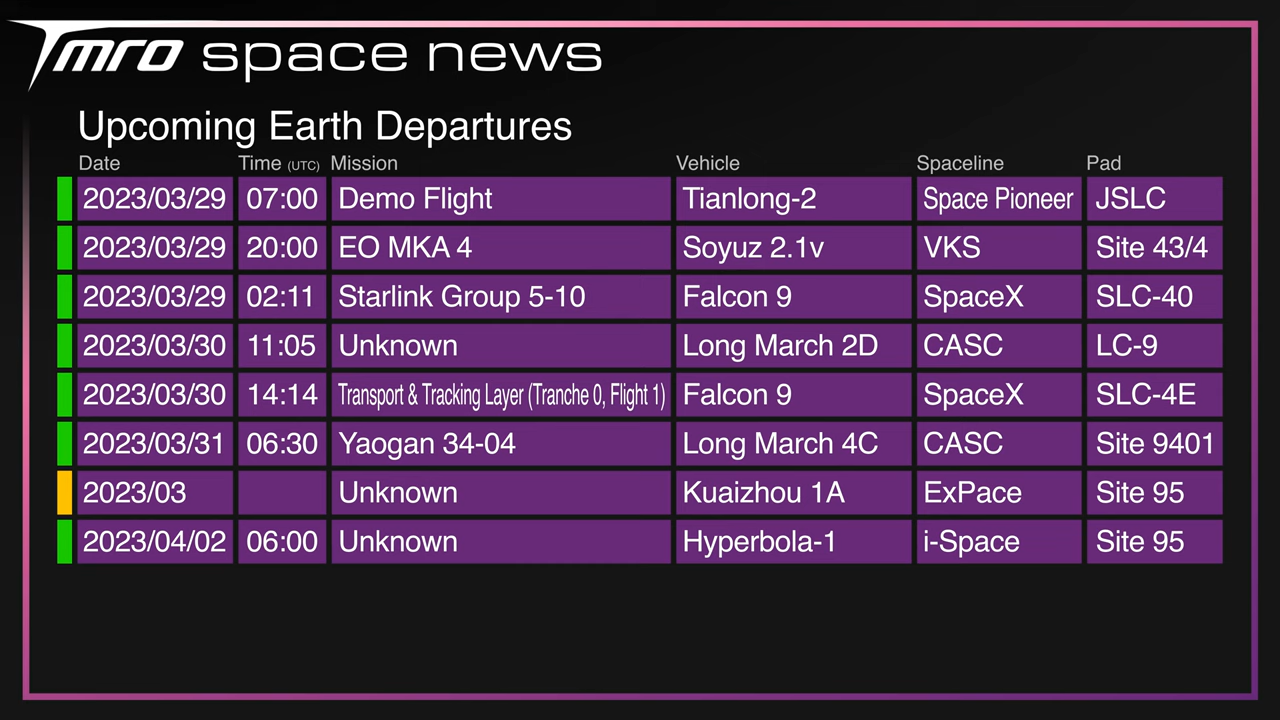 Tmro space news
Upcoming Earth Departures
Date Time (UTC) Mission Vehicle Spaceline Pad
2023/03/29 07:00 Demo Flight Tianlong-2 Space Pioneer JSLC
2023/03/29 20:00 EO MKA 4 Soyuz 2.1v VKS Site 43/4
2023/03/29 02:11 Starlink Group 5-10 Falcon 9 SpaceX SLC-40
2023/03/30 11:05 Unknown Long March 2D CASC LC-9
2023/03/30 14:14 Transport & Tracking Layer (Tranche 0, Flight 1) Falcon 9 SpaceX SLC-4E
2023/03/31 06:30 Yaogan 34-04 Long March 4C CASC Site 9401
2023/03 Unknown Kuaizhou 1A ExPace Site 95
2023/04/02 06:00 Unknown Hyperbola-1 i-Space Site 95